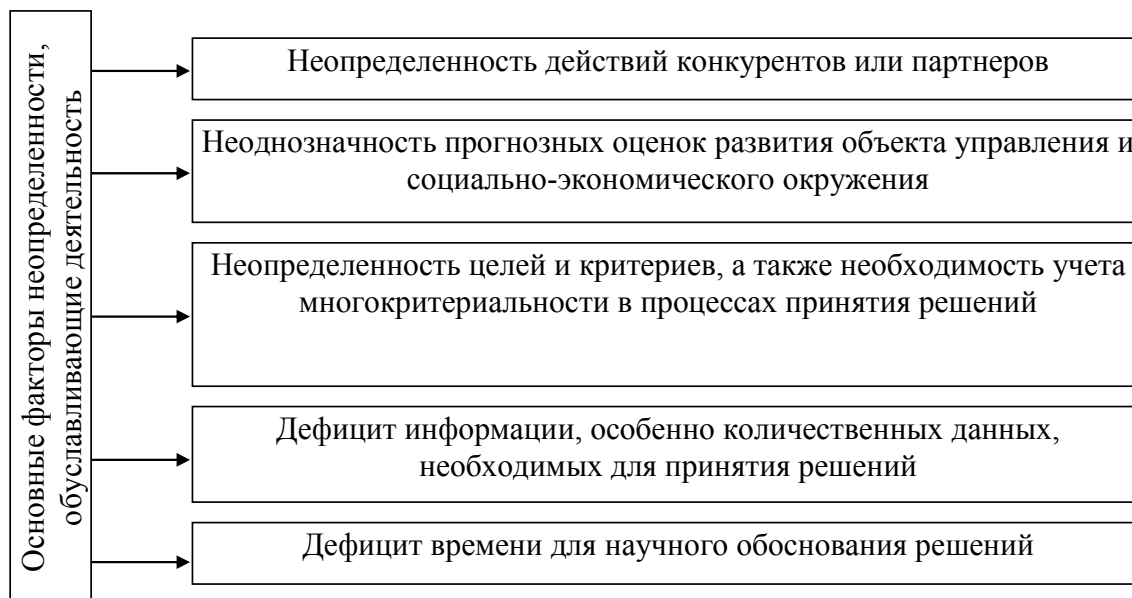 Основные факторы неопределенности,
обуславливающие деятельность
Неопределенность действий конкурентов или партнеров
Неоднозначность прогнозных оценок развития объекта управления и
социально-экономического окружения
Неопределенность целей и критериев, а также необходимость учета
многокритериальности в процессах принятия решений
Дефицит информации, особенно количественных данных,
необходимых для принятия решений
Дефицит времени для научного обоснования решений